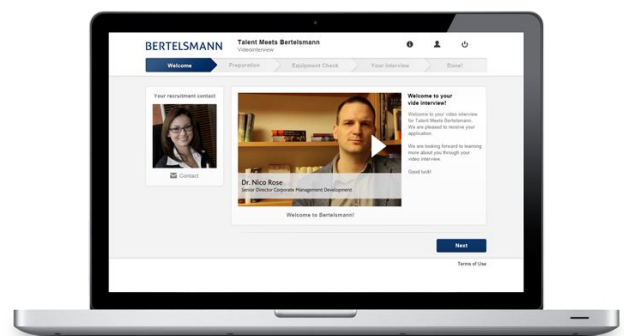 BERTELSMANN
Talent Meets Bertelsmann
Videointerview
Welcome
Preparation
Equipment Check
Your Interview
Done!
Your recruitment contact
Contact
Dr. Nico Rose
Senior Director Corporate Management Development
Welcome to Bertelsmann!
Welcome to your
vide interview!
Welcome to your video interview
for Talent Meets Bertelsmann.
We are pleased to receive your
application.
We are looking forward to learning
more about you through your
video interview.
Good luck!
Next
Terms of Use